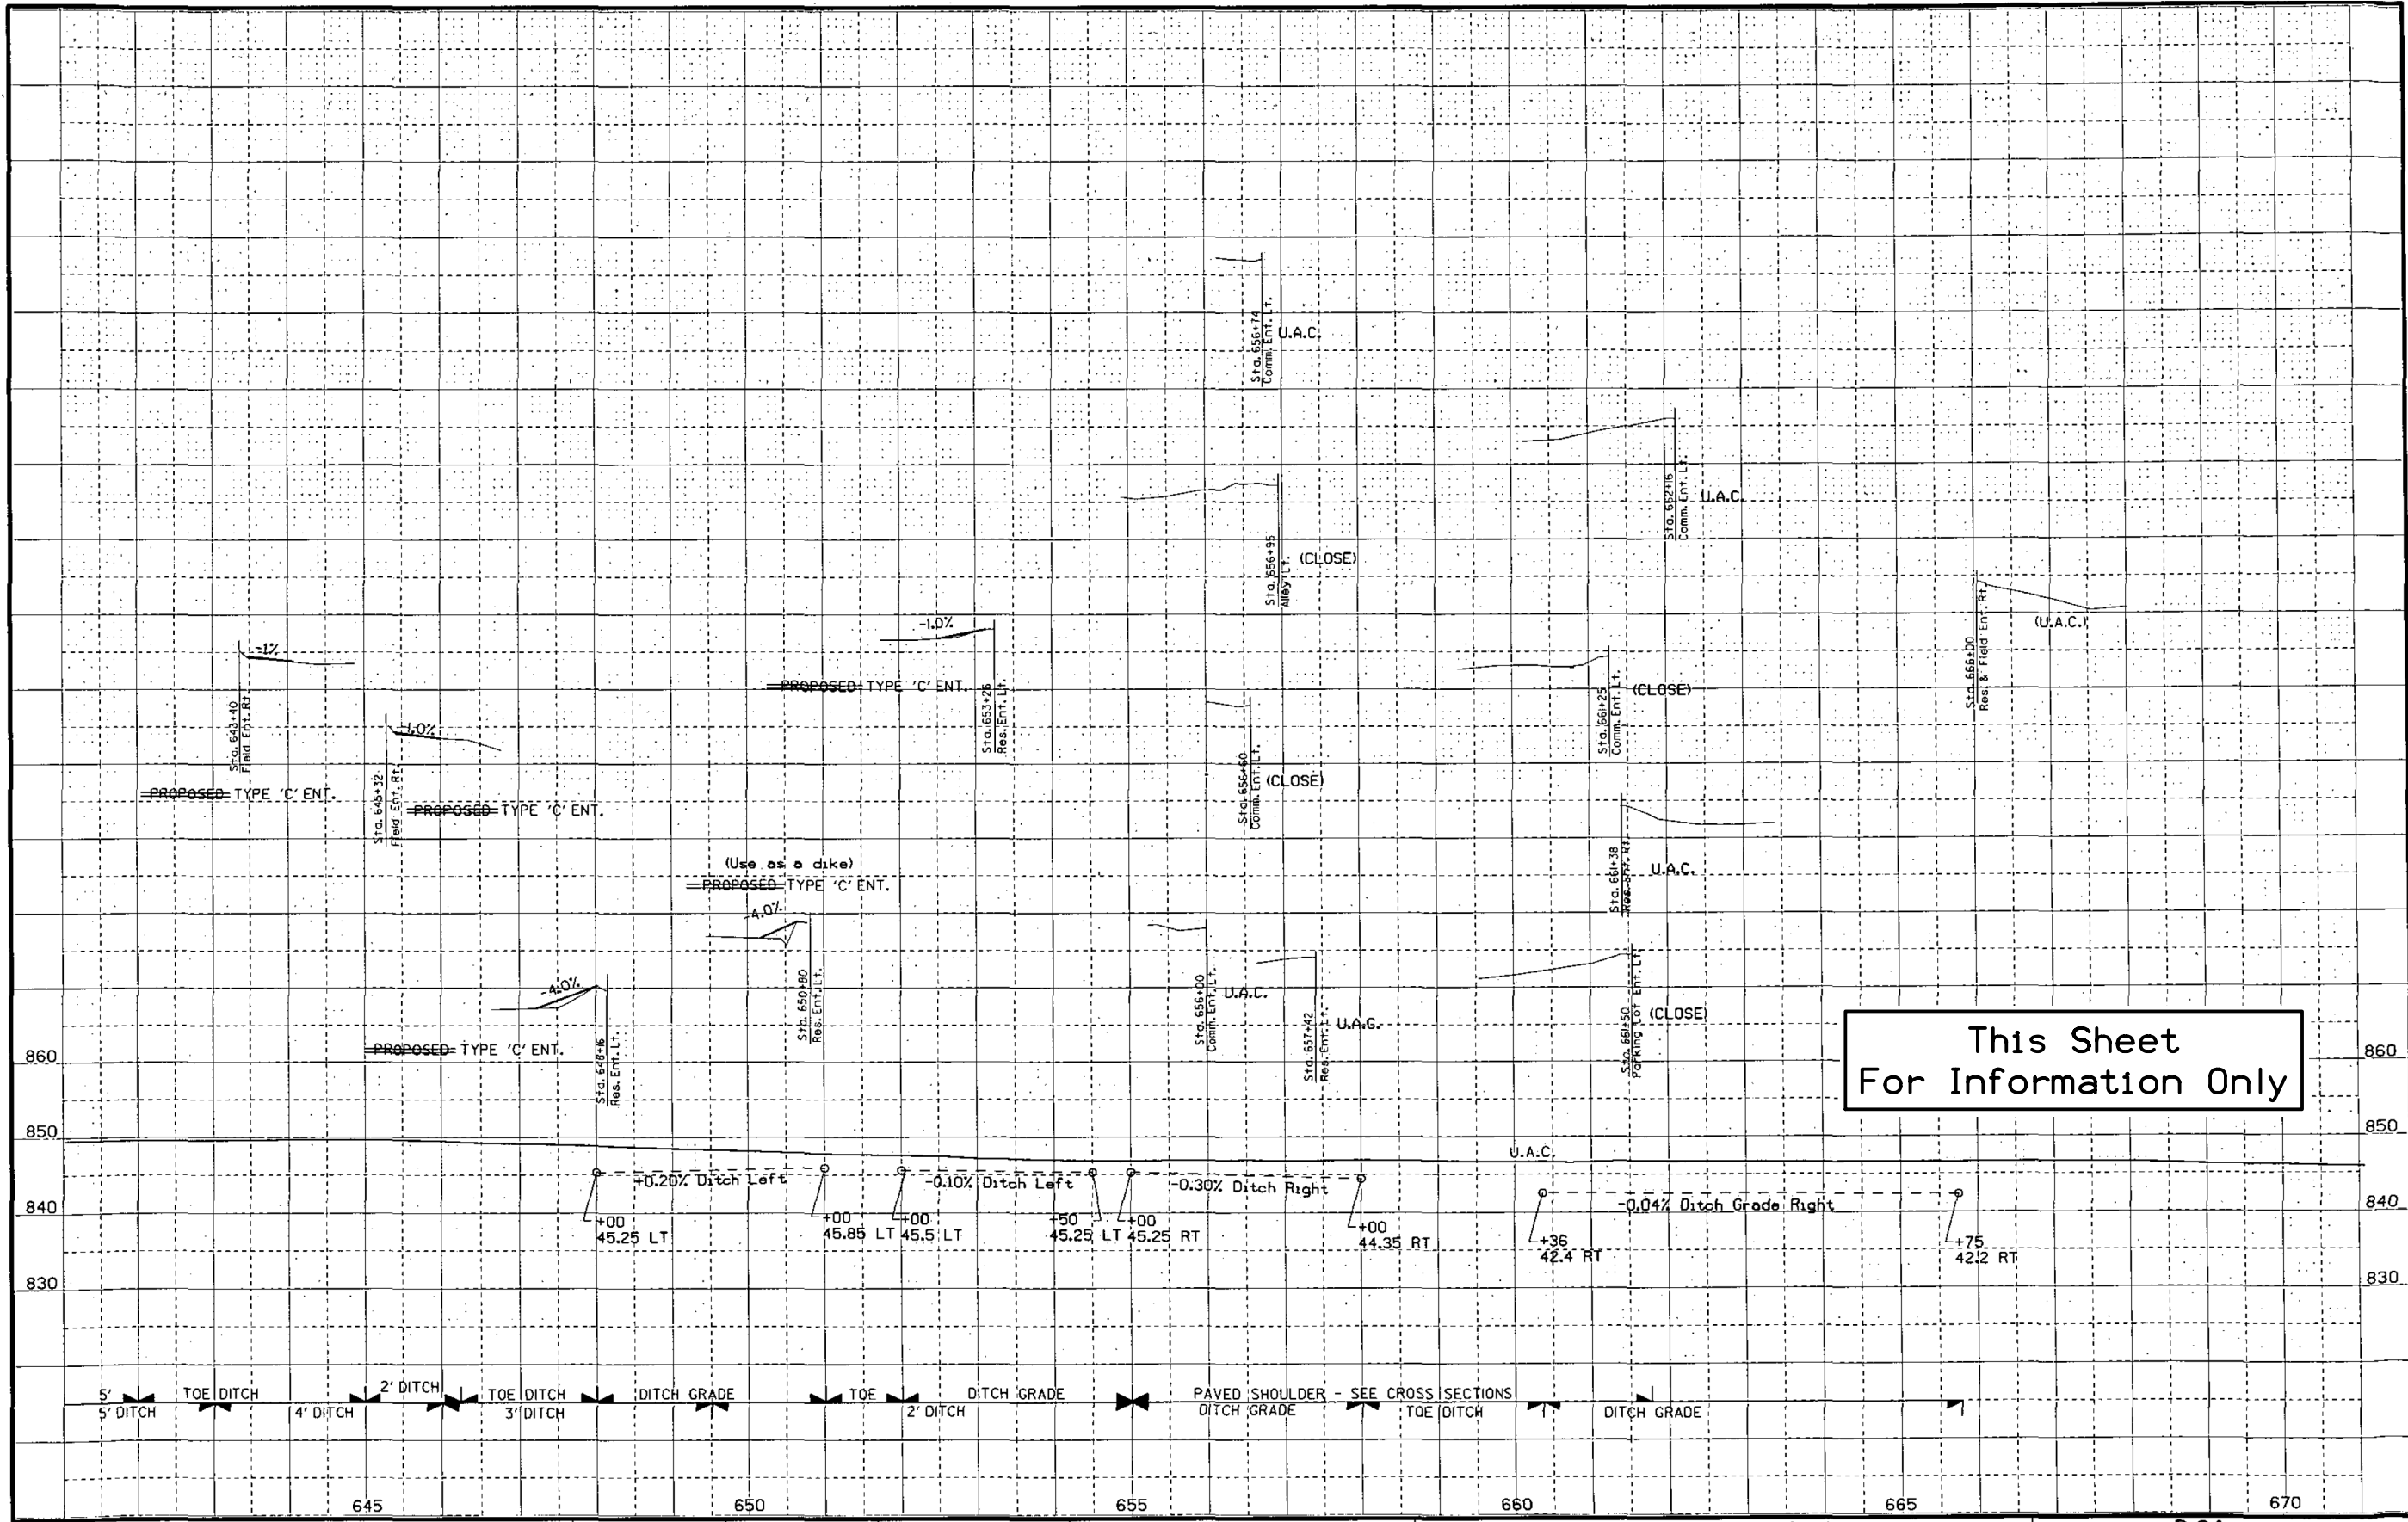 Sta. 656+74
Comm. Ent. Lt.
U.A.C.
Sta. 662+16
Comm. Ent. Lt.
U.A.C.
Sta. 656+95
Alley Lt.
(CLOSE)
Sta. 666+00
Res. & Field Ent. Rt.
(U.A.C.)
-1%
Sta. 643+40
Field Ent. Rt.
PROPOSED TYPE 'C' ENT.
-1.0%
Sta. 645+32
Field Ent. Rt.
PROPOSED TYPE 'C' ENT.
-1.0%
PROPOSED TYPE 'C' ENT.
Sta. 653+26
Res. Ent. Lt.
Sta. 656+60
Comm. Ent. Lt.
(CLOSE)
Sta. 661+25
Comm. Ent. Lt.
(CLOSE)
Sta. 661+38
Res. Ent. Rt.
U.A.C.
(Use as a dike)
PROPOSED TYPE 'C' ENT.
-4.0%
Sta. 650+80
Res. Ent. Lt.
-4.0%
PROPOSED TYPE 'C' ENT.
Sta. 648+16
Res. Ent. Lt.
Sta. 656+00
Comm. Ent. Lt.
U.A.C.
Sta. 657+42
Res. Ent. Lt.
U.A.C.
Sta. 661+50
Parking Lot Ent. Lt.
(CLOSE)
This Sheet
For Information Only
860 860
850 850
U.A.C.
+0.20% Ditch Left
-0.10% Ditch Left
-0.30% Ditch Right
-0.04% Ditch Grade Right
840 840
+00
45.25 LT
+00
45.85 LT
+00
45.5 LT
+50
45.25 LT
+00
45.25 RT
+00
44.35 RT
+36
42.4 RT
+75
42.2 RT
830 830
5' TOE DITCH 2' DITCH TOE DITCH DITCH GRADE TOE DITCH GRADE PAVED SHOULDER - SEE CROSS SECTIONS
5' DITCH 4' DITCH 3' DITCH 2' DITCH DITCH GRADE TOE DITCH DITCH GRADE
645 650 655 660 665 670